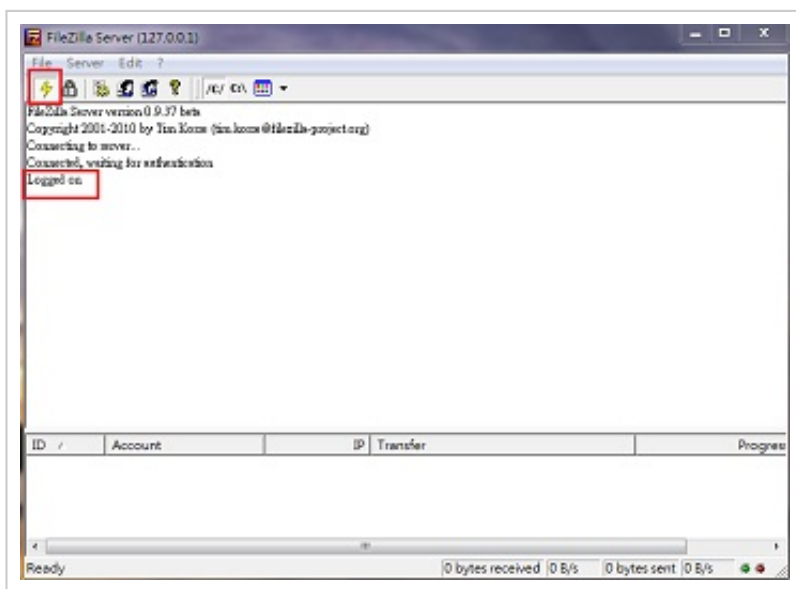 FileZilla Server (127.0.0.1)
File Server Edit ?
/C/ C:\
FileZilla Server version 0.9.37 beta
Copyright 2001-2010 by Tim Kosse (tim.kosse@filezilla-project.org)
Connecting to server...
Connected, waiting for authentication
Logged on
ID / Account IP Transfer Progress
Ready 0 bytes received 0 B/s 0 bytes sent 0 B/s